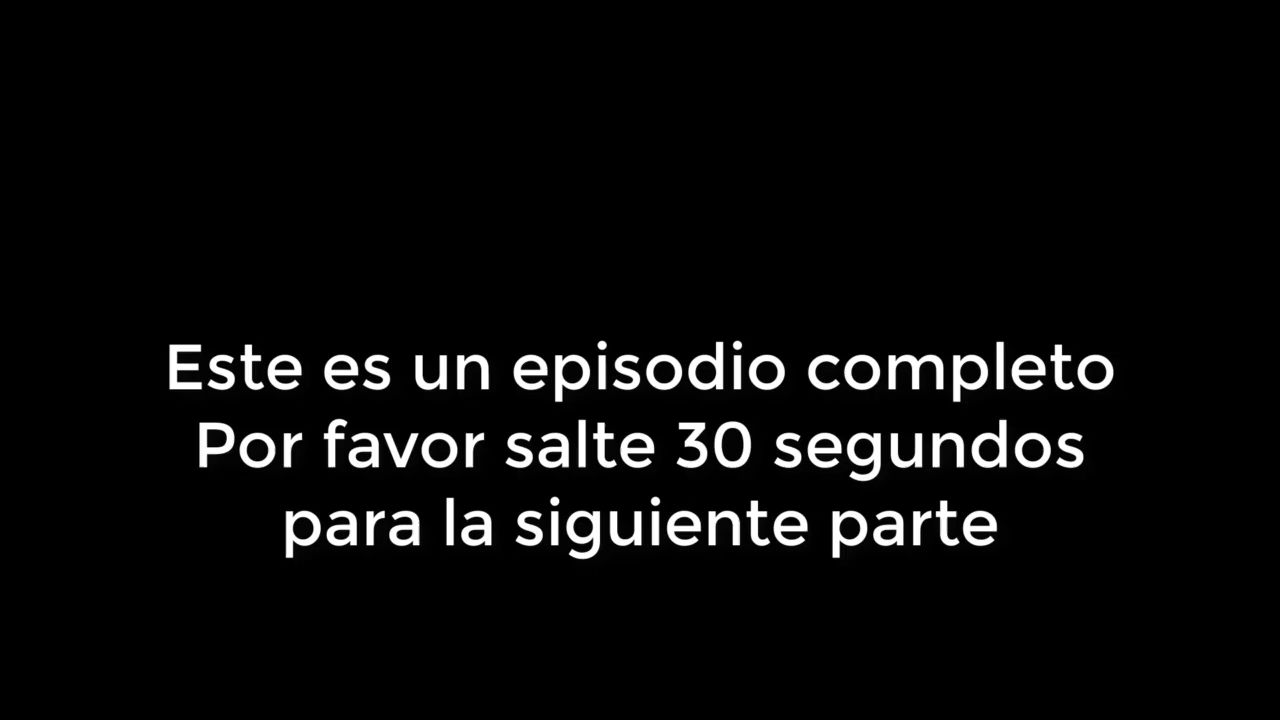 Este es un episodio completo
Por favor salte 30 segundos
para la siguiente parte